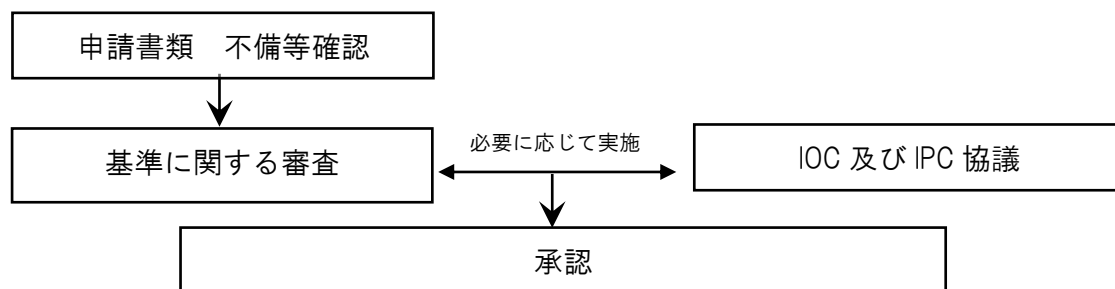 申請書類　不備等確認
基準に関する審査
必要に応じて実施
IOC 及び IPC 協議
承認